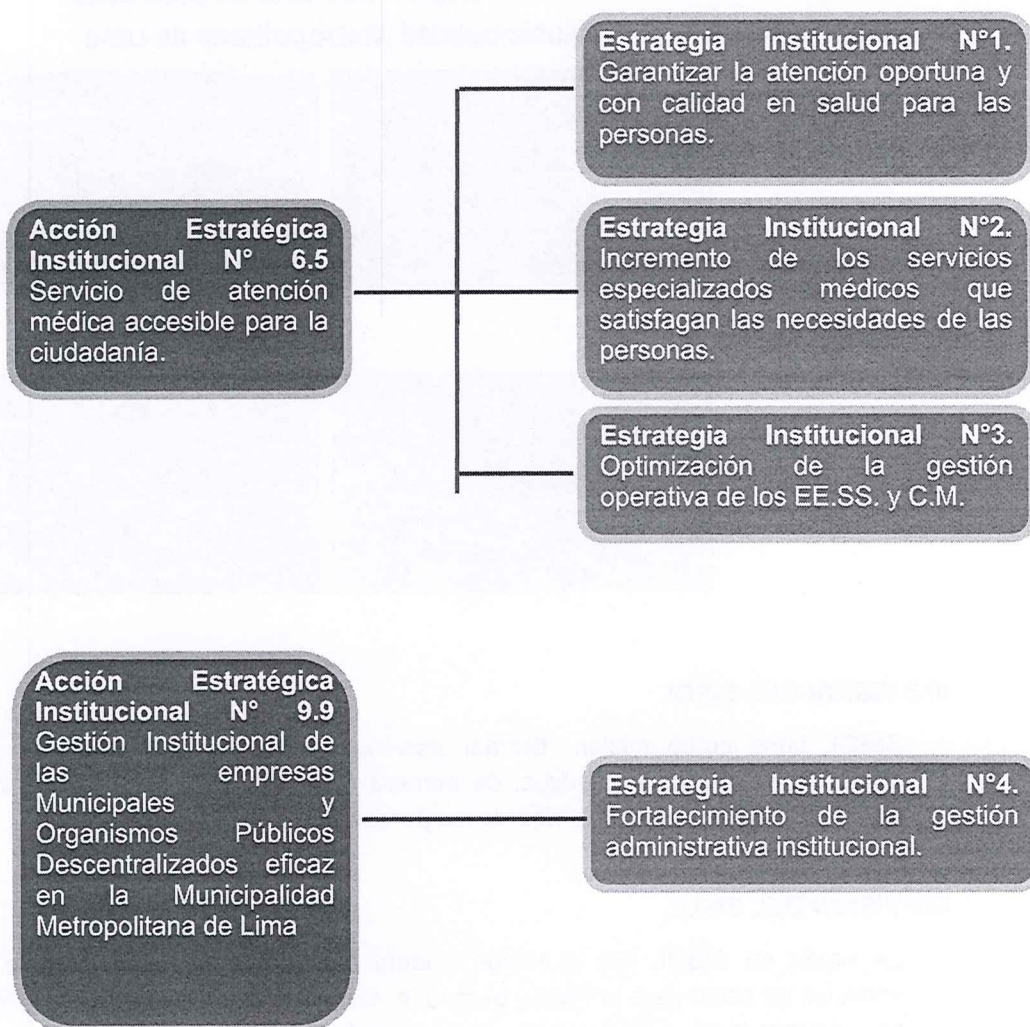 Acción Estratégica
Institucional N° 6.5
Servicio de atención
médica accesible para la
ciudadanía.
Estrategia Institucional N°1.
Garantizar la atención oportuna y
con calidad en salud para las
personas.
Estrategia Institucional N°2.
Incremento de los servicios
especializados médicos que
satisfagan las necesidades de las
personas.
Estrategia Institucional N°3.
Optimización de la gestión
operativa de los EE.SS. y C.M.
Acción Estratégica
Institucional N° 9.9
Gestión Institucional de
las empresas
Municipales y
Organismos Públicos
Descentralizados eficaz
en la Municipalidad
Metropolitana de Lima
Estrategia Institucional N°4.
Fortalecimiento de la gestión
administrativa institucional.